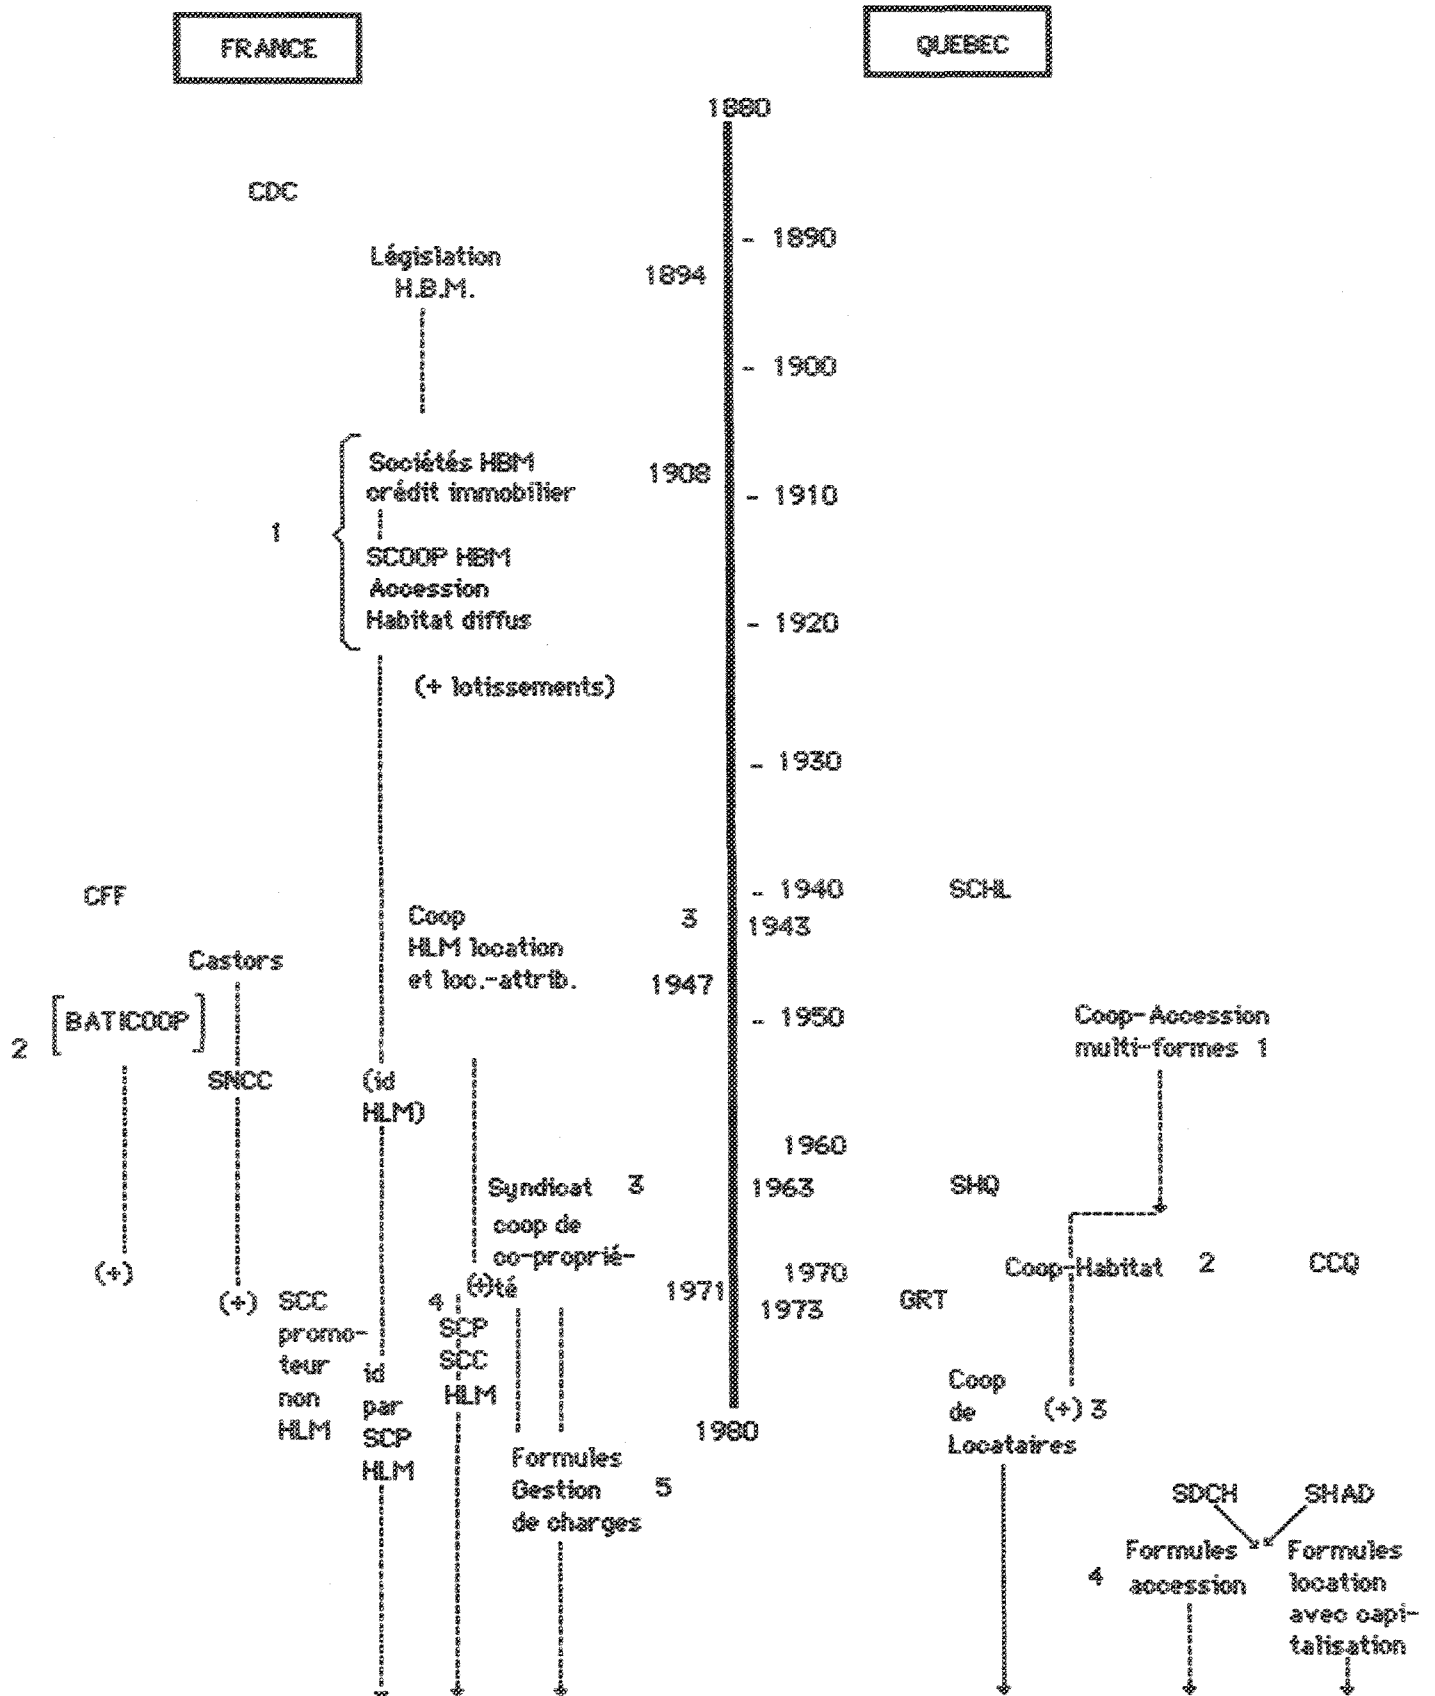 FRANCE
QUEBEC
1880
CDC
- 1890
Législation
H.B.M.
1894
- 1900
Sociétés HBM
crédit immobilier
1908
- 1910
1
SCOOP HBM
Accession
Habitat diffus
- 1920
(+ lotissements)
- 1930
CFF
- 1940
SCHL
Coop
HLM location
et loc.-attrib.
3
1943
Castors
1947
2
[BATICOOP]
- 1950
Coop-Accession
multi-formes 1
SNCC
(id
HLM)
1960
Syndicat 3
coop de
co-proprié-
té
1963
SHQ
(+)
(+)
(+)
1970
Coop-Habitat 2
CCQ
1971
1973
GRT
SCC
promo-
teur
non
HLM
id
par
SCP
HLM
4
SCP
SCC
HLM
Coop
de
Locataires
(+) 3
1980
Formules
Gestion
de charges
5
SDCH
SHAD
4
Formules
accession
Formules
location
avec capi-
talisation